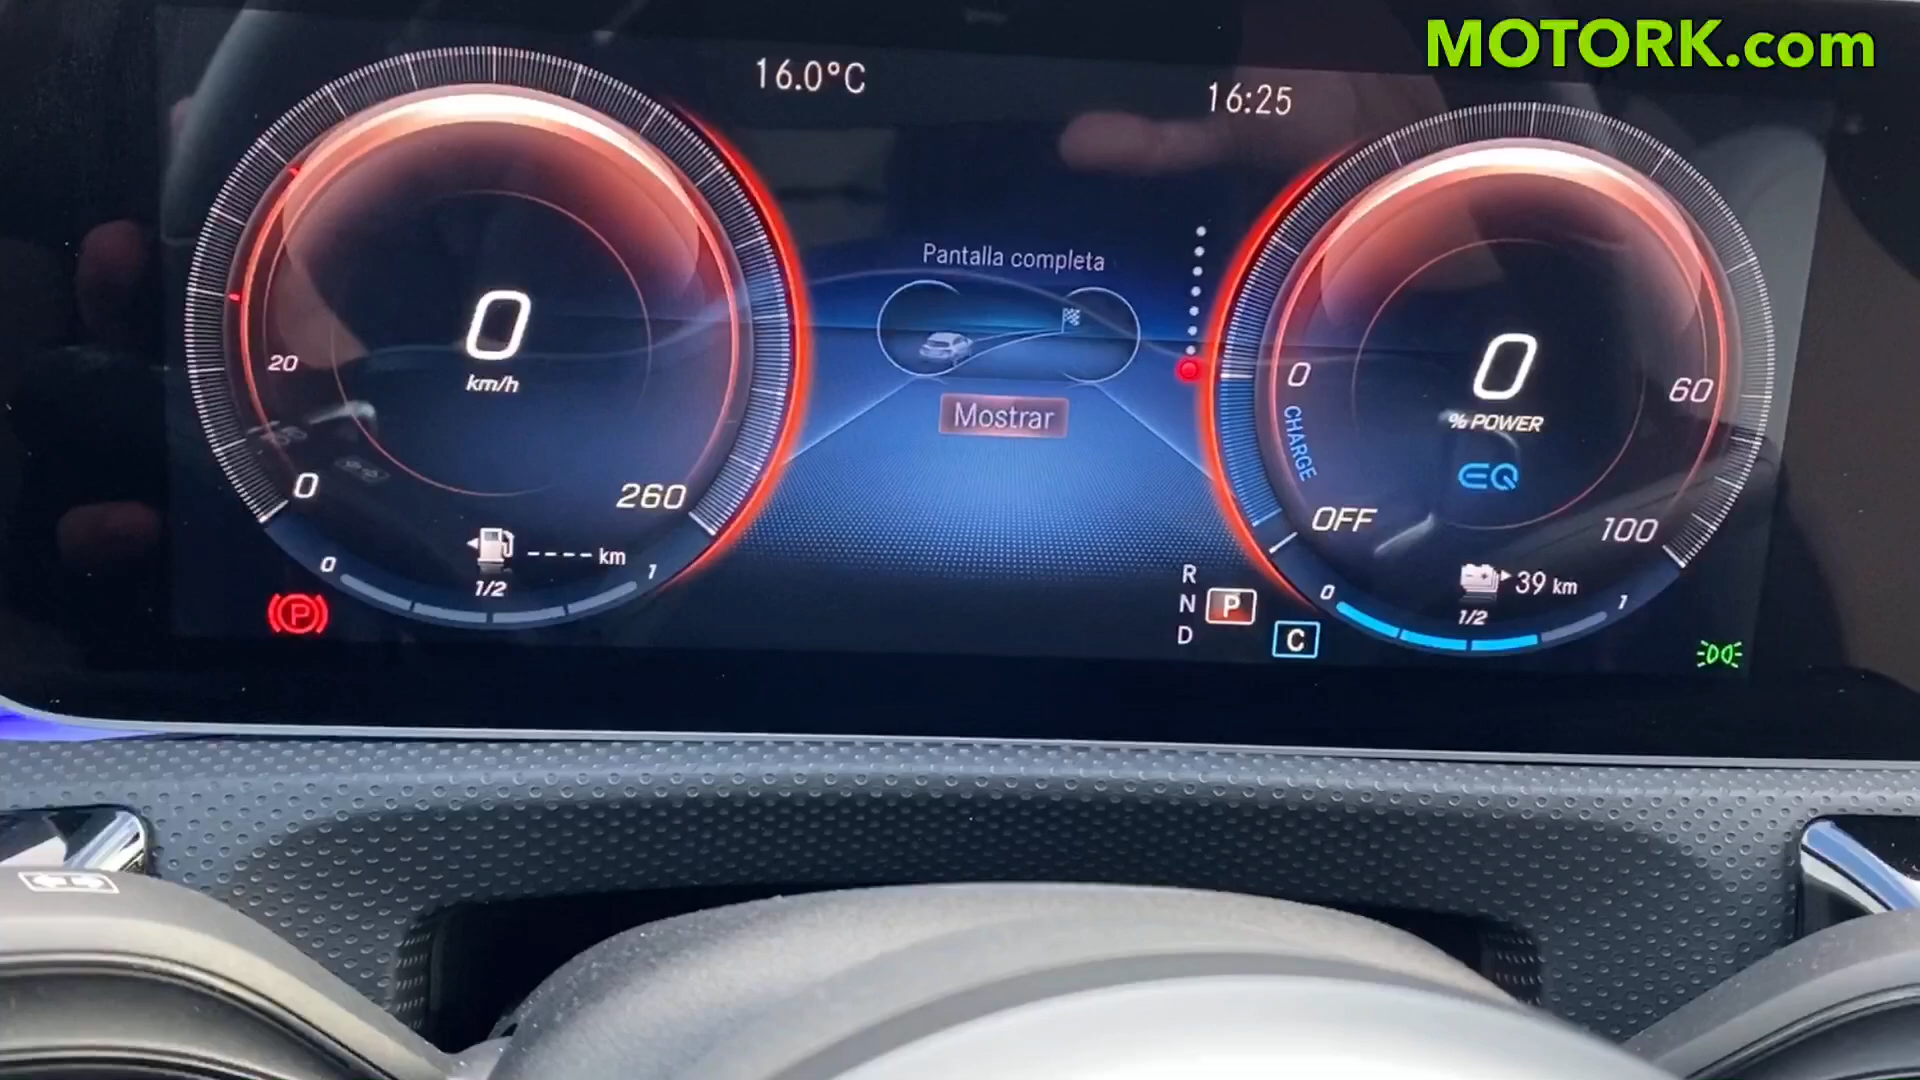 MOTORK.com
16.0°C
16:25
Pantalla completa
Mostrar
0
km/h
20
0
260
---- km
0
1/2
1
P
R
N
D
P
C
0
% POWER
EQ
0
60
CHARGE
OFF
100
39 km
0
1/2
1